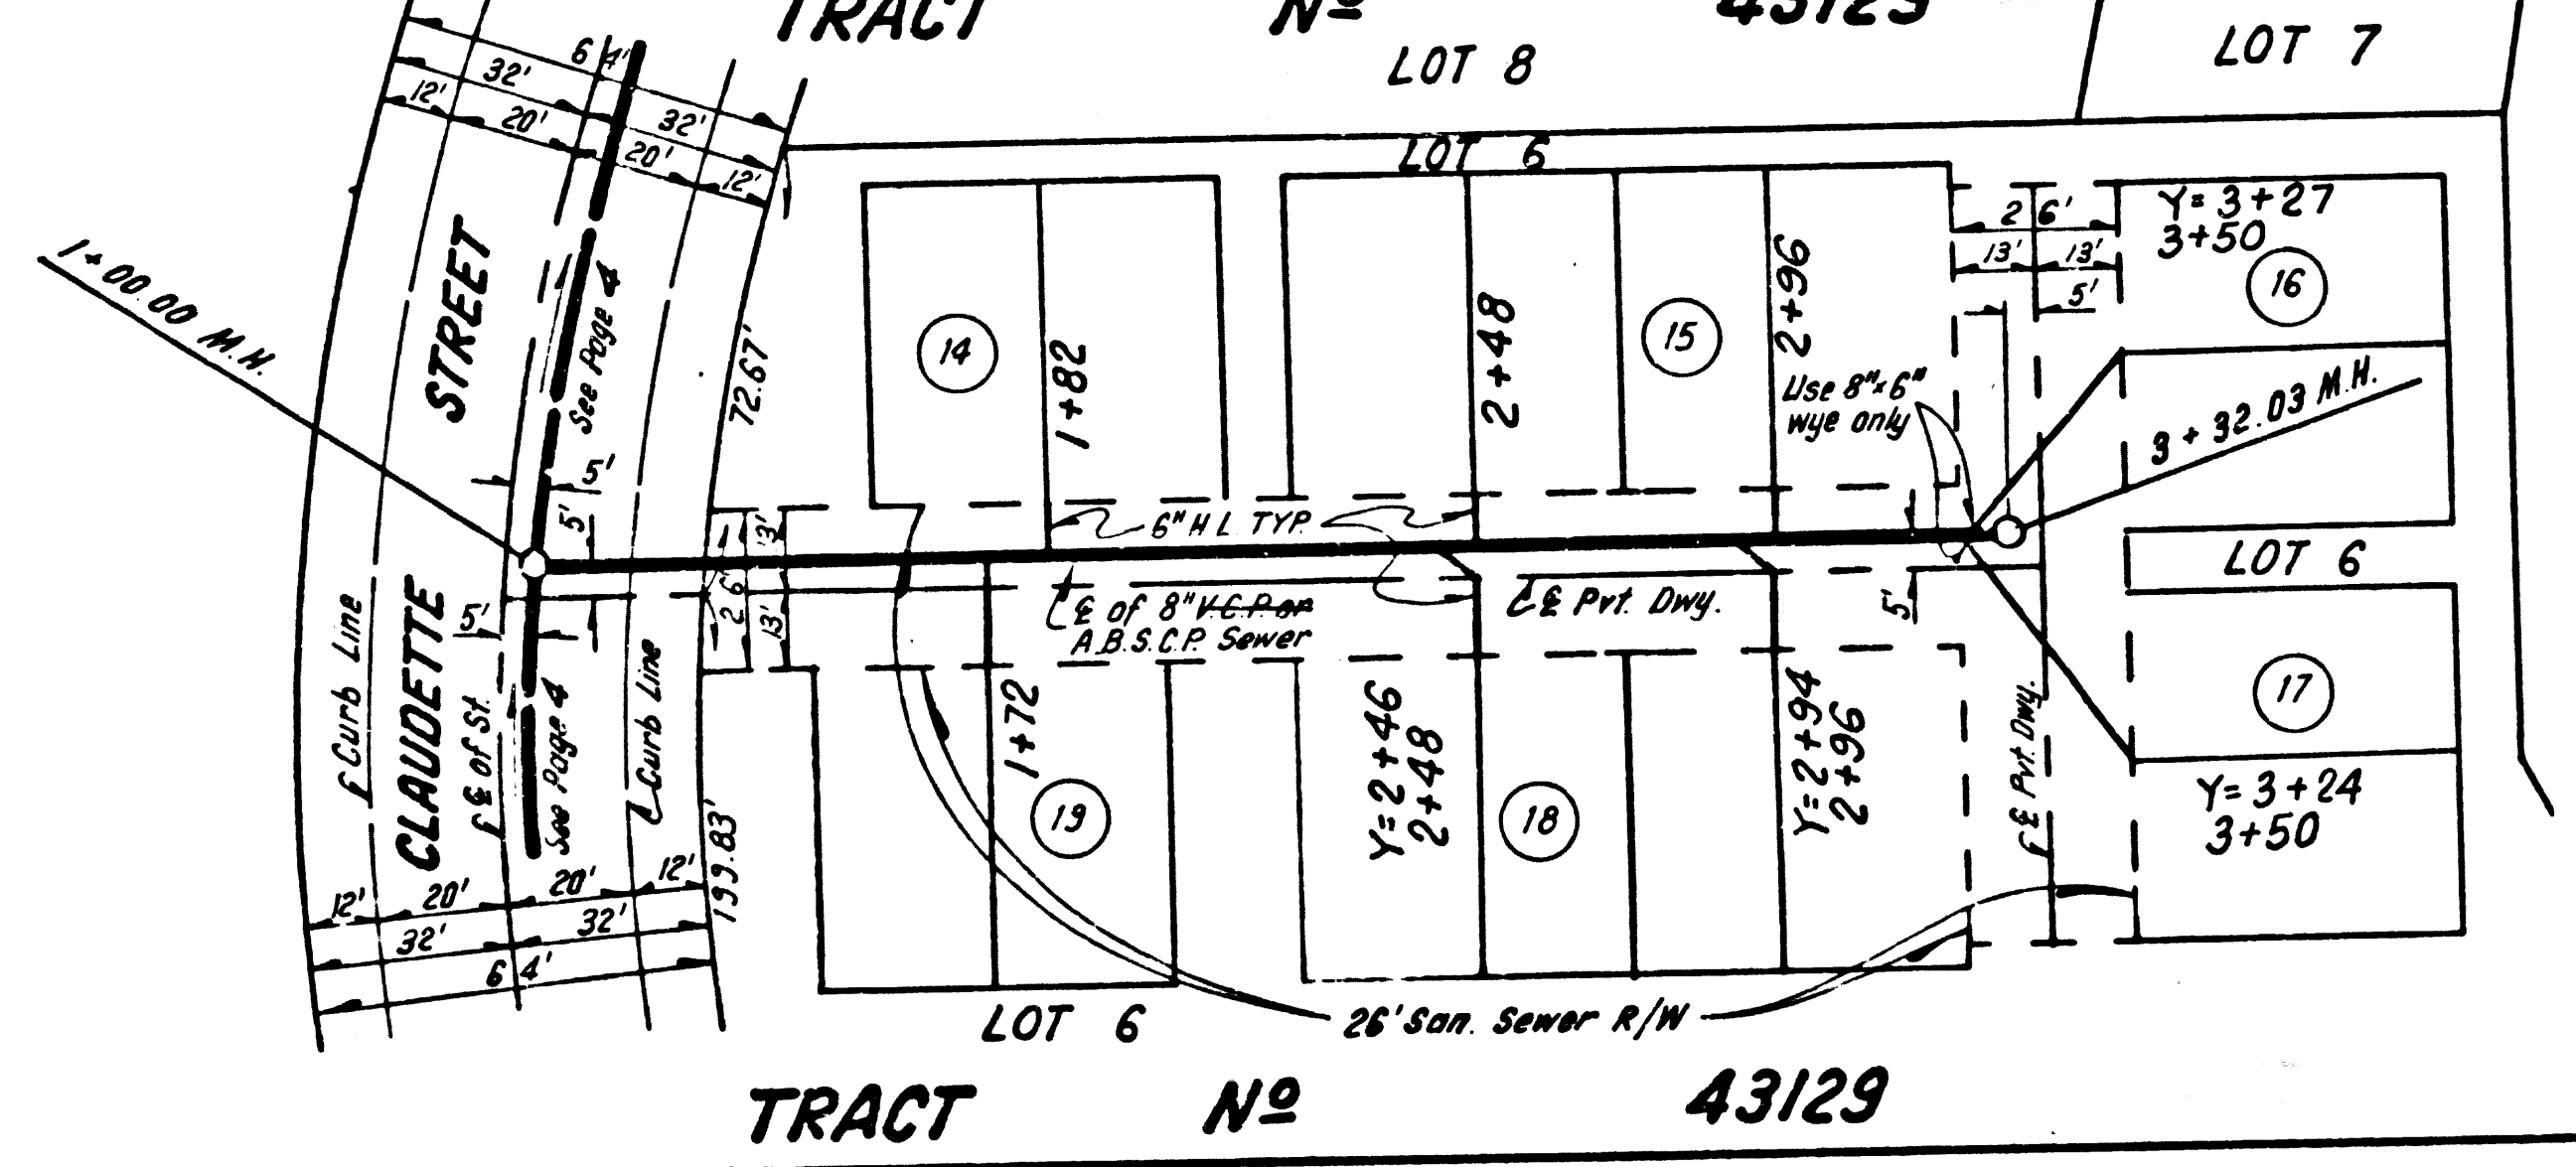 TRACT Nº 43129
LOT 8
LOT 7
6 4'
32'
32'
12'
20'
20'
12'
LOT 6
1+00.00 M.H.
STREET
See Page 4
72.67'
14
1+82
2+48
15
2+96
2 6'
13'
13'
5'
Y=3+27
3+50
16
Use 8"x6"
wye only
3+32.03 M.H.
5'
5'
13'
2 6'
13'
6" H L TYP.
LOT 6
℄ of 8" V.C.P. or
A.B.S.C.P. Sewer
℄ Pvt. Dwy.
5'
5'
Curb Line
CLAUDETTE
℄ of St.
See Page 4
Curb Line
199.83'
1+72
19
Y=2+46
2+48
18
Y=2+94
2+96
℄ Pvt. Dwy.
17
Y=3+24
3+50
12'
20'
20'
12'
32'
32'
6 4'
LOT 6
26' San. Sewer R/W
TRACT Nº 43129